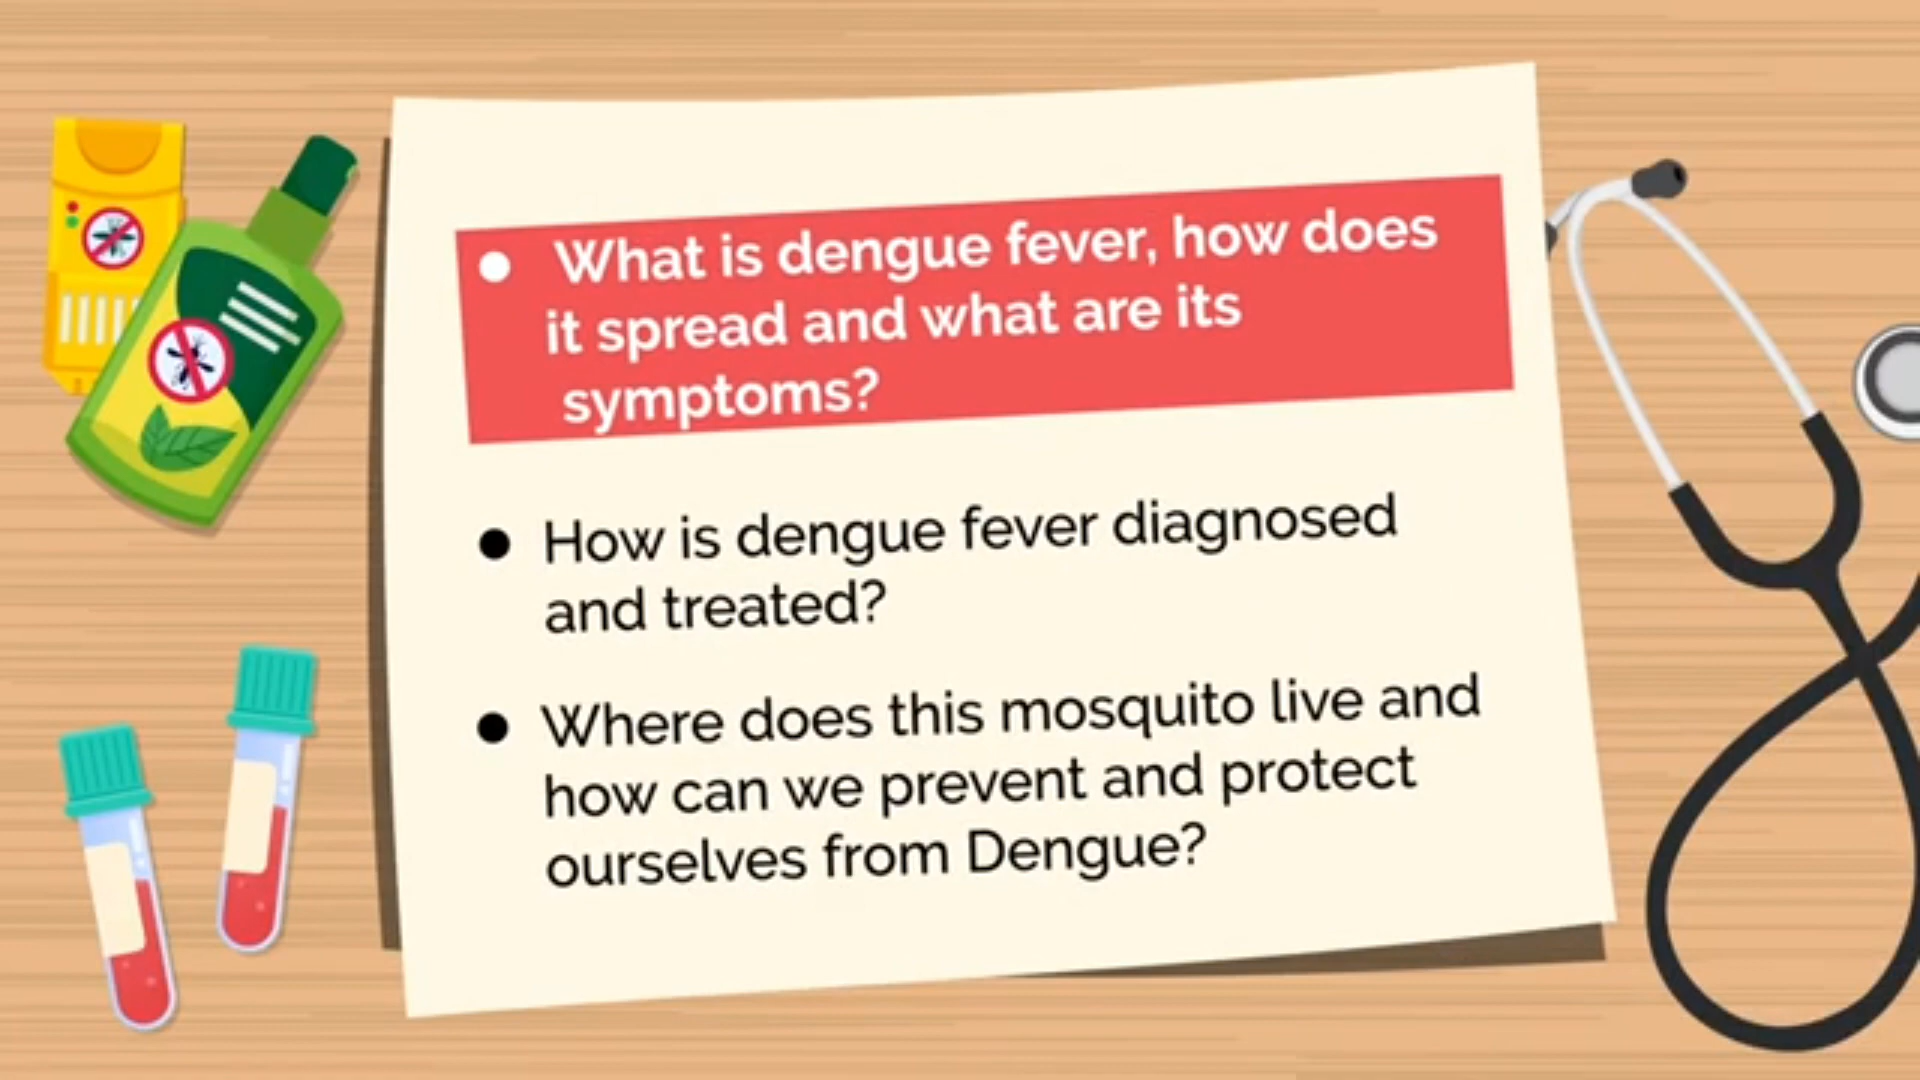 ● What is dengue fever, how does
it spread and what are its
symptoms?
● How is dengue fever diagnosed
and treated?
● Where does this mosquito live and
how can we prevent and protect
ourselves from Dengue?